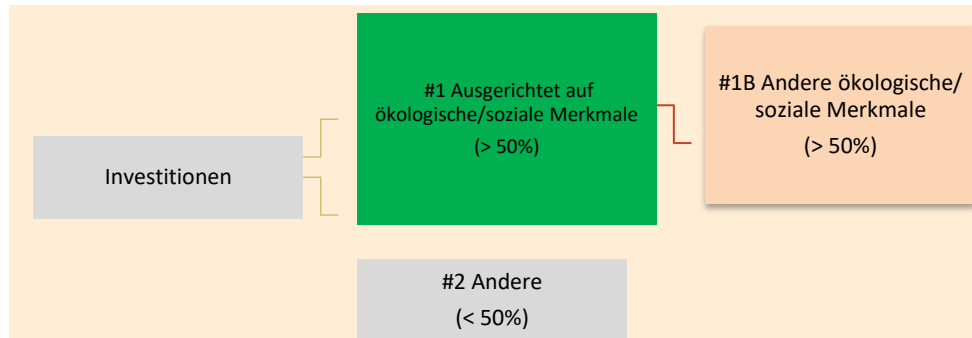 Investitionen
#1 Ausgerichtet auf
ökologische/soziale Merkmale
(> 50%)
#1B Andere ökologische/
soziale Merkmale
(> 50%)
#2 Andere
(< 50%)